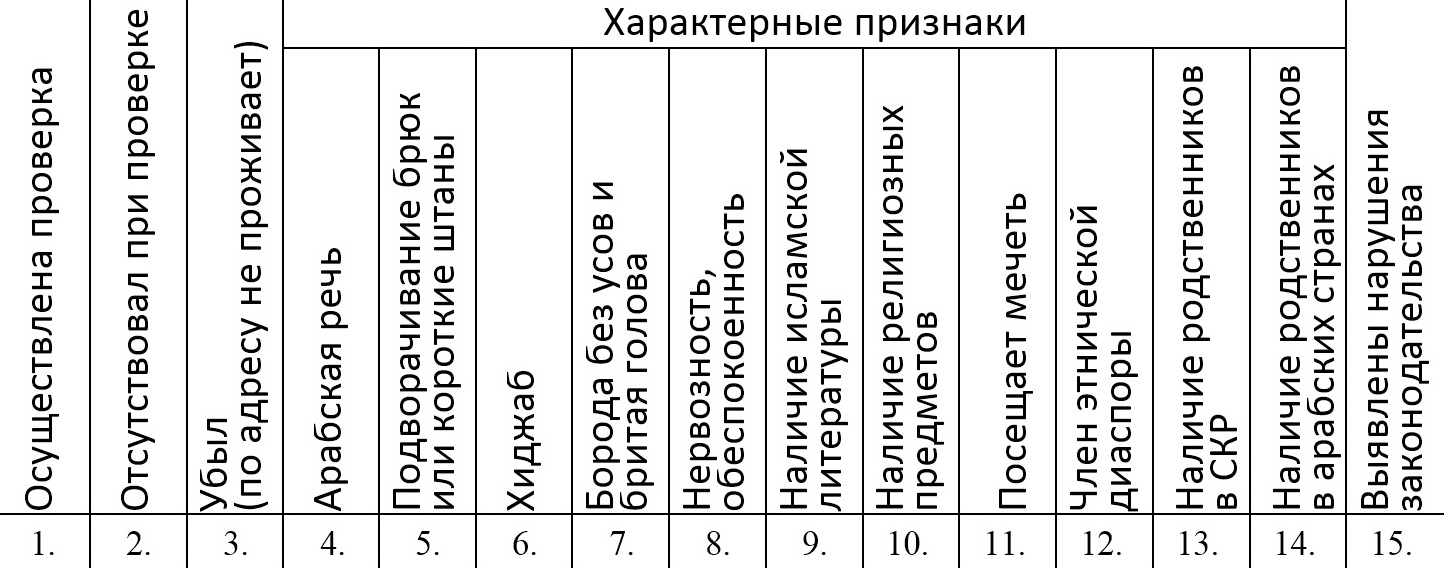 Характерные признаки
Осуществлена проверка
Отсутствовал при проверке
Убыл
(по адресу не проживает)
Арабская речь
Подворачивание брюк
или короткие штаны
Хиджаб
Борода без усов и
бритая голова
Нервозность,
обеспокоенность
Наличие исламской
литературы
Наличие религиозных
предметов
Посещает мечеть
Член этнической
диаспоры
Наличие родственников
в СКР
Наличие родственников
в арабских странах
Выявлены нарушения
законодательства
1. 2. 3. 4. 5. 6. 7. 8. 9. 10. 11. 12. 13. 14. 15.